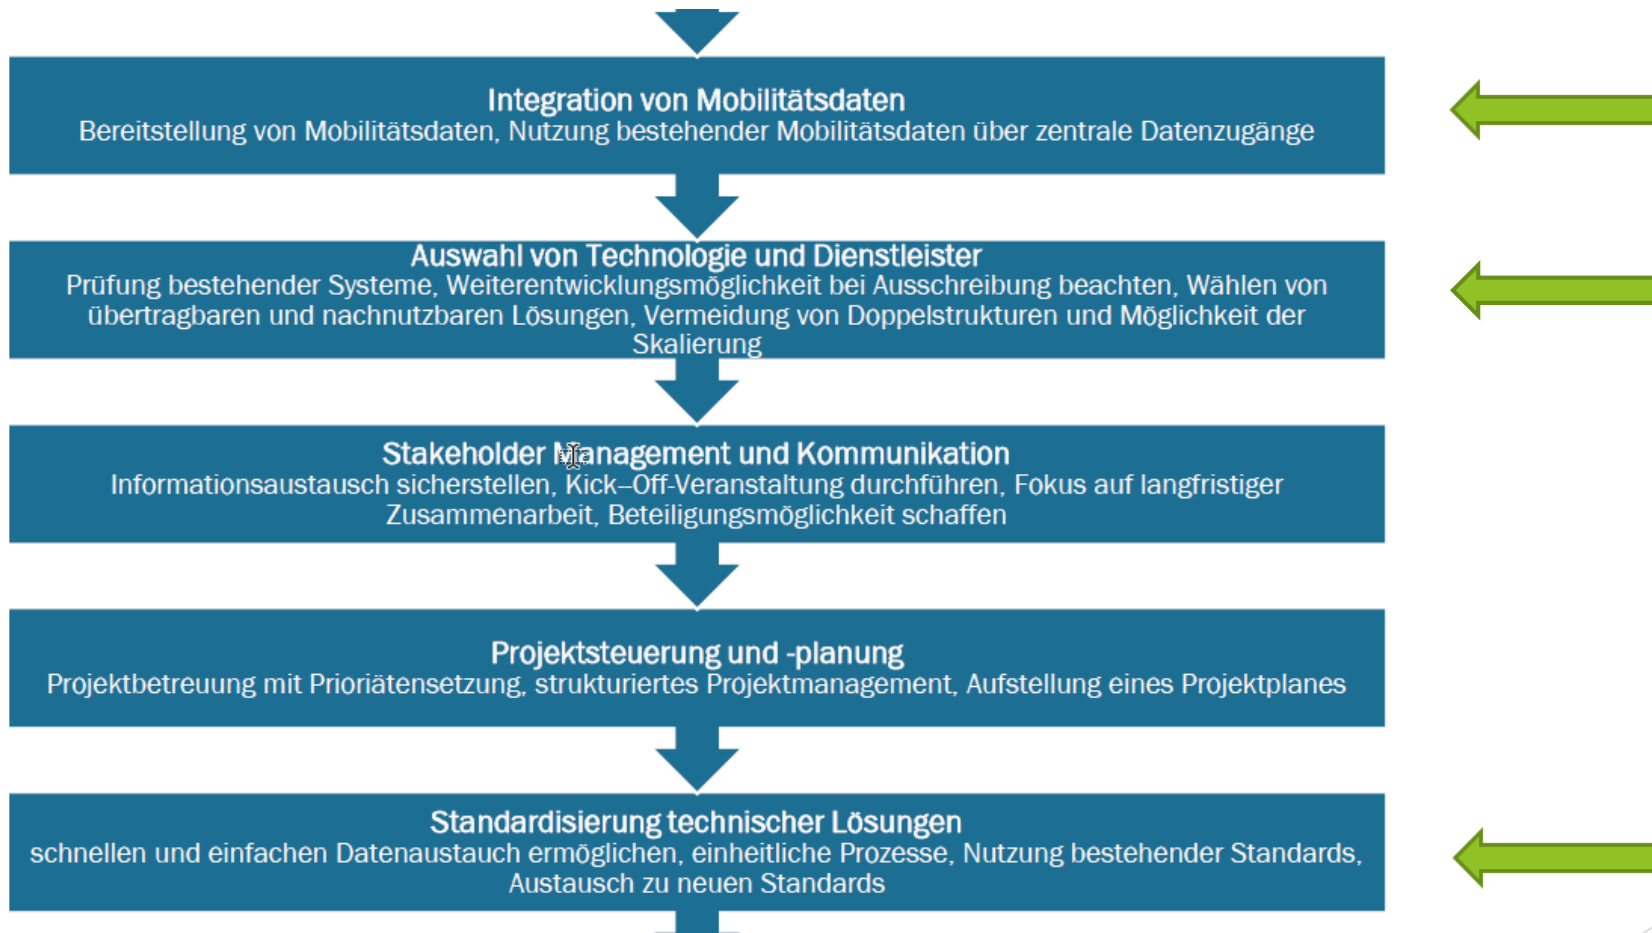 Integration von Mobilitätsdaten
Bereitstellung von Mobilitätsdaten, Nutzung bestehender Mobilitätsdaten über zentrale Datenzugänge
Auswahl von Technologie und Dienstleister
Prüfung bestehender Systeme, Weiterentwicklungsmöglichkeit bei Ausschreibung beachten, Wählen von
übertragbaren und nachnutzbaren Lösungen, Vermeidung von Doppelstrukturen und Möglichkeit der
Skalierung
Stakeholder Management und Kommunikation
Informationsaustausch sicherstellen, Kick–Off-Veranstaltung durchführen, Fokus auf langfristiger
Zusammenarbeit, Beteiligungsmöglichkeit schaffen
Projektsteuerung und -planung
Projektbetreuung mit Prioriätensetzung, strukturiertes Projektmanagement, Aufstellung eines Projektplanes
Standardisierung technischer Lösungen
schnellen und einfachen Datenaustauch ermöglichen, einheitliche Prozesse, Nutzung bestehender Standards,
Austausch zu neuen Standards